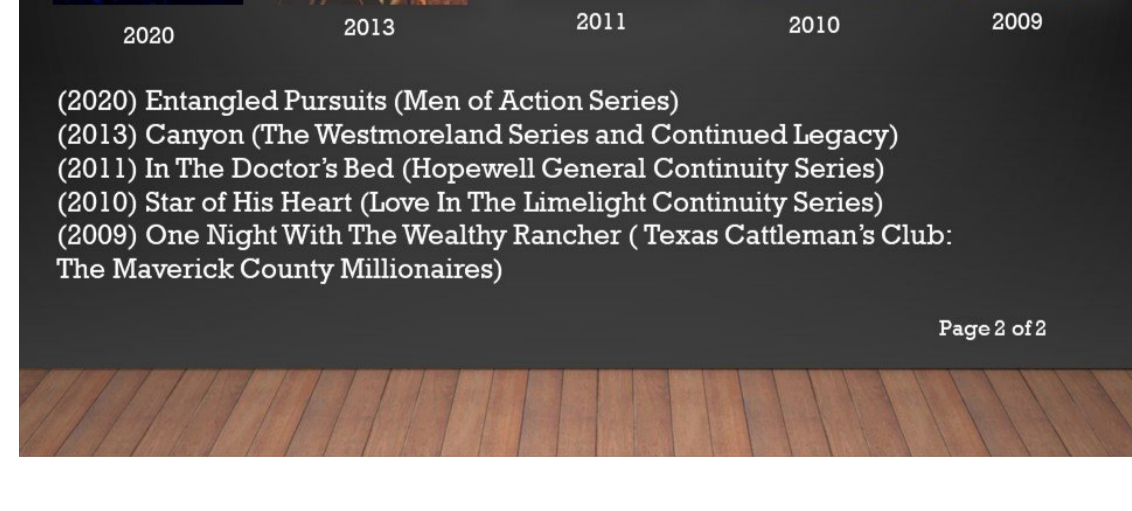 2020
2013
2011
2010
2009
(2020) Entangled Pursuits (Men of Action Series)
(2013) Canyon (The Westmoreland Series and Continued Legacy)
(2011) In The Doctor's Bed (Hopewell General Continuity Series)
(2010) Star of His Heart (Love In The Limelight Continuity Series)
(2009) One Night With The Wealthy Rancher ( Texas Cattleman's Club:
The Maverick County Millionaires)
Page 2 of 2